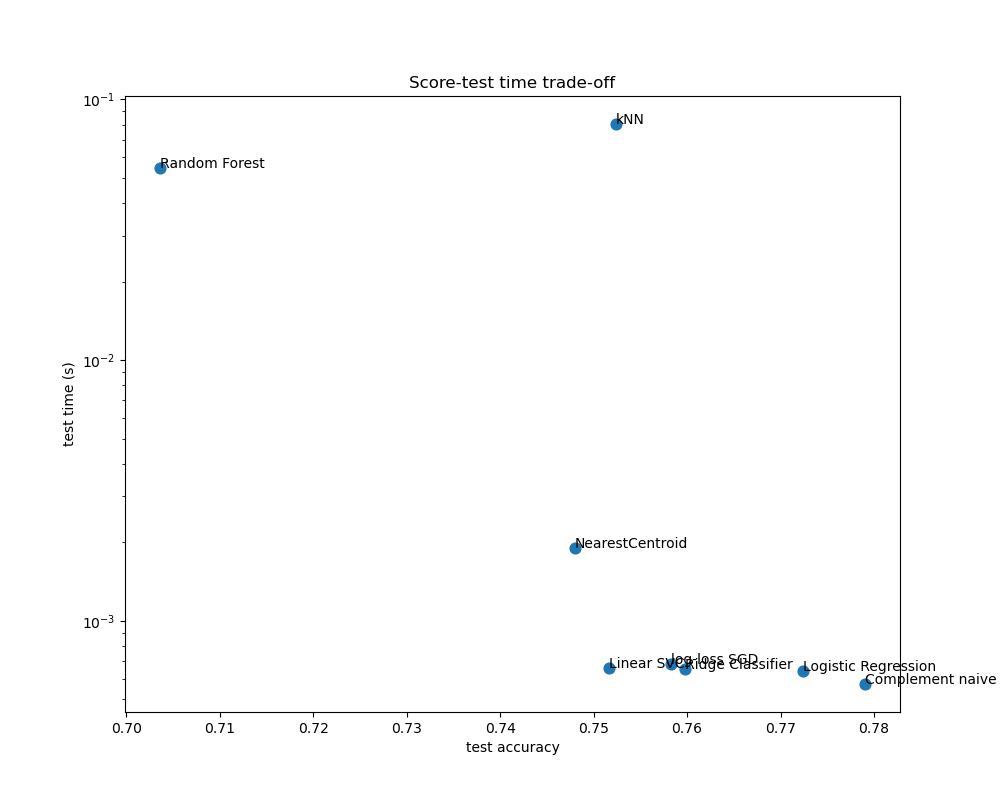 Score-test time trade-off
10⁻¹
kNN
Random Forest
10⁻²
test time (s)
NearestCentroid
10⁻³
log-loss SGD
Linear SVC
Ridge Classifier
Logistic Regression
Complement naive
0.70 0.71 0.72 0.73 0.74 0.75 0.76 0.77 0.78
test accuracy